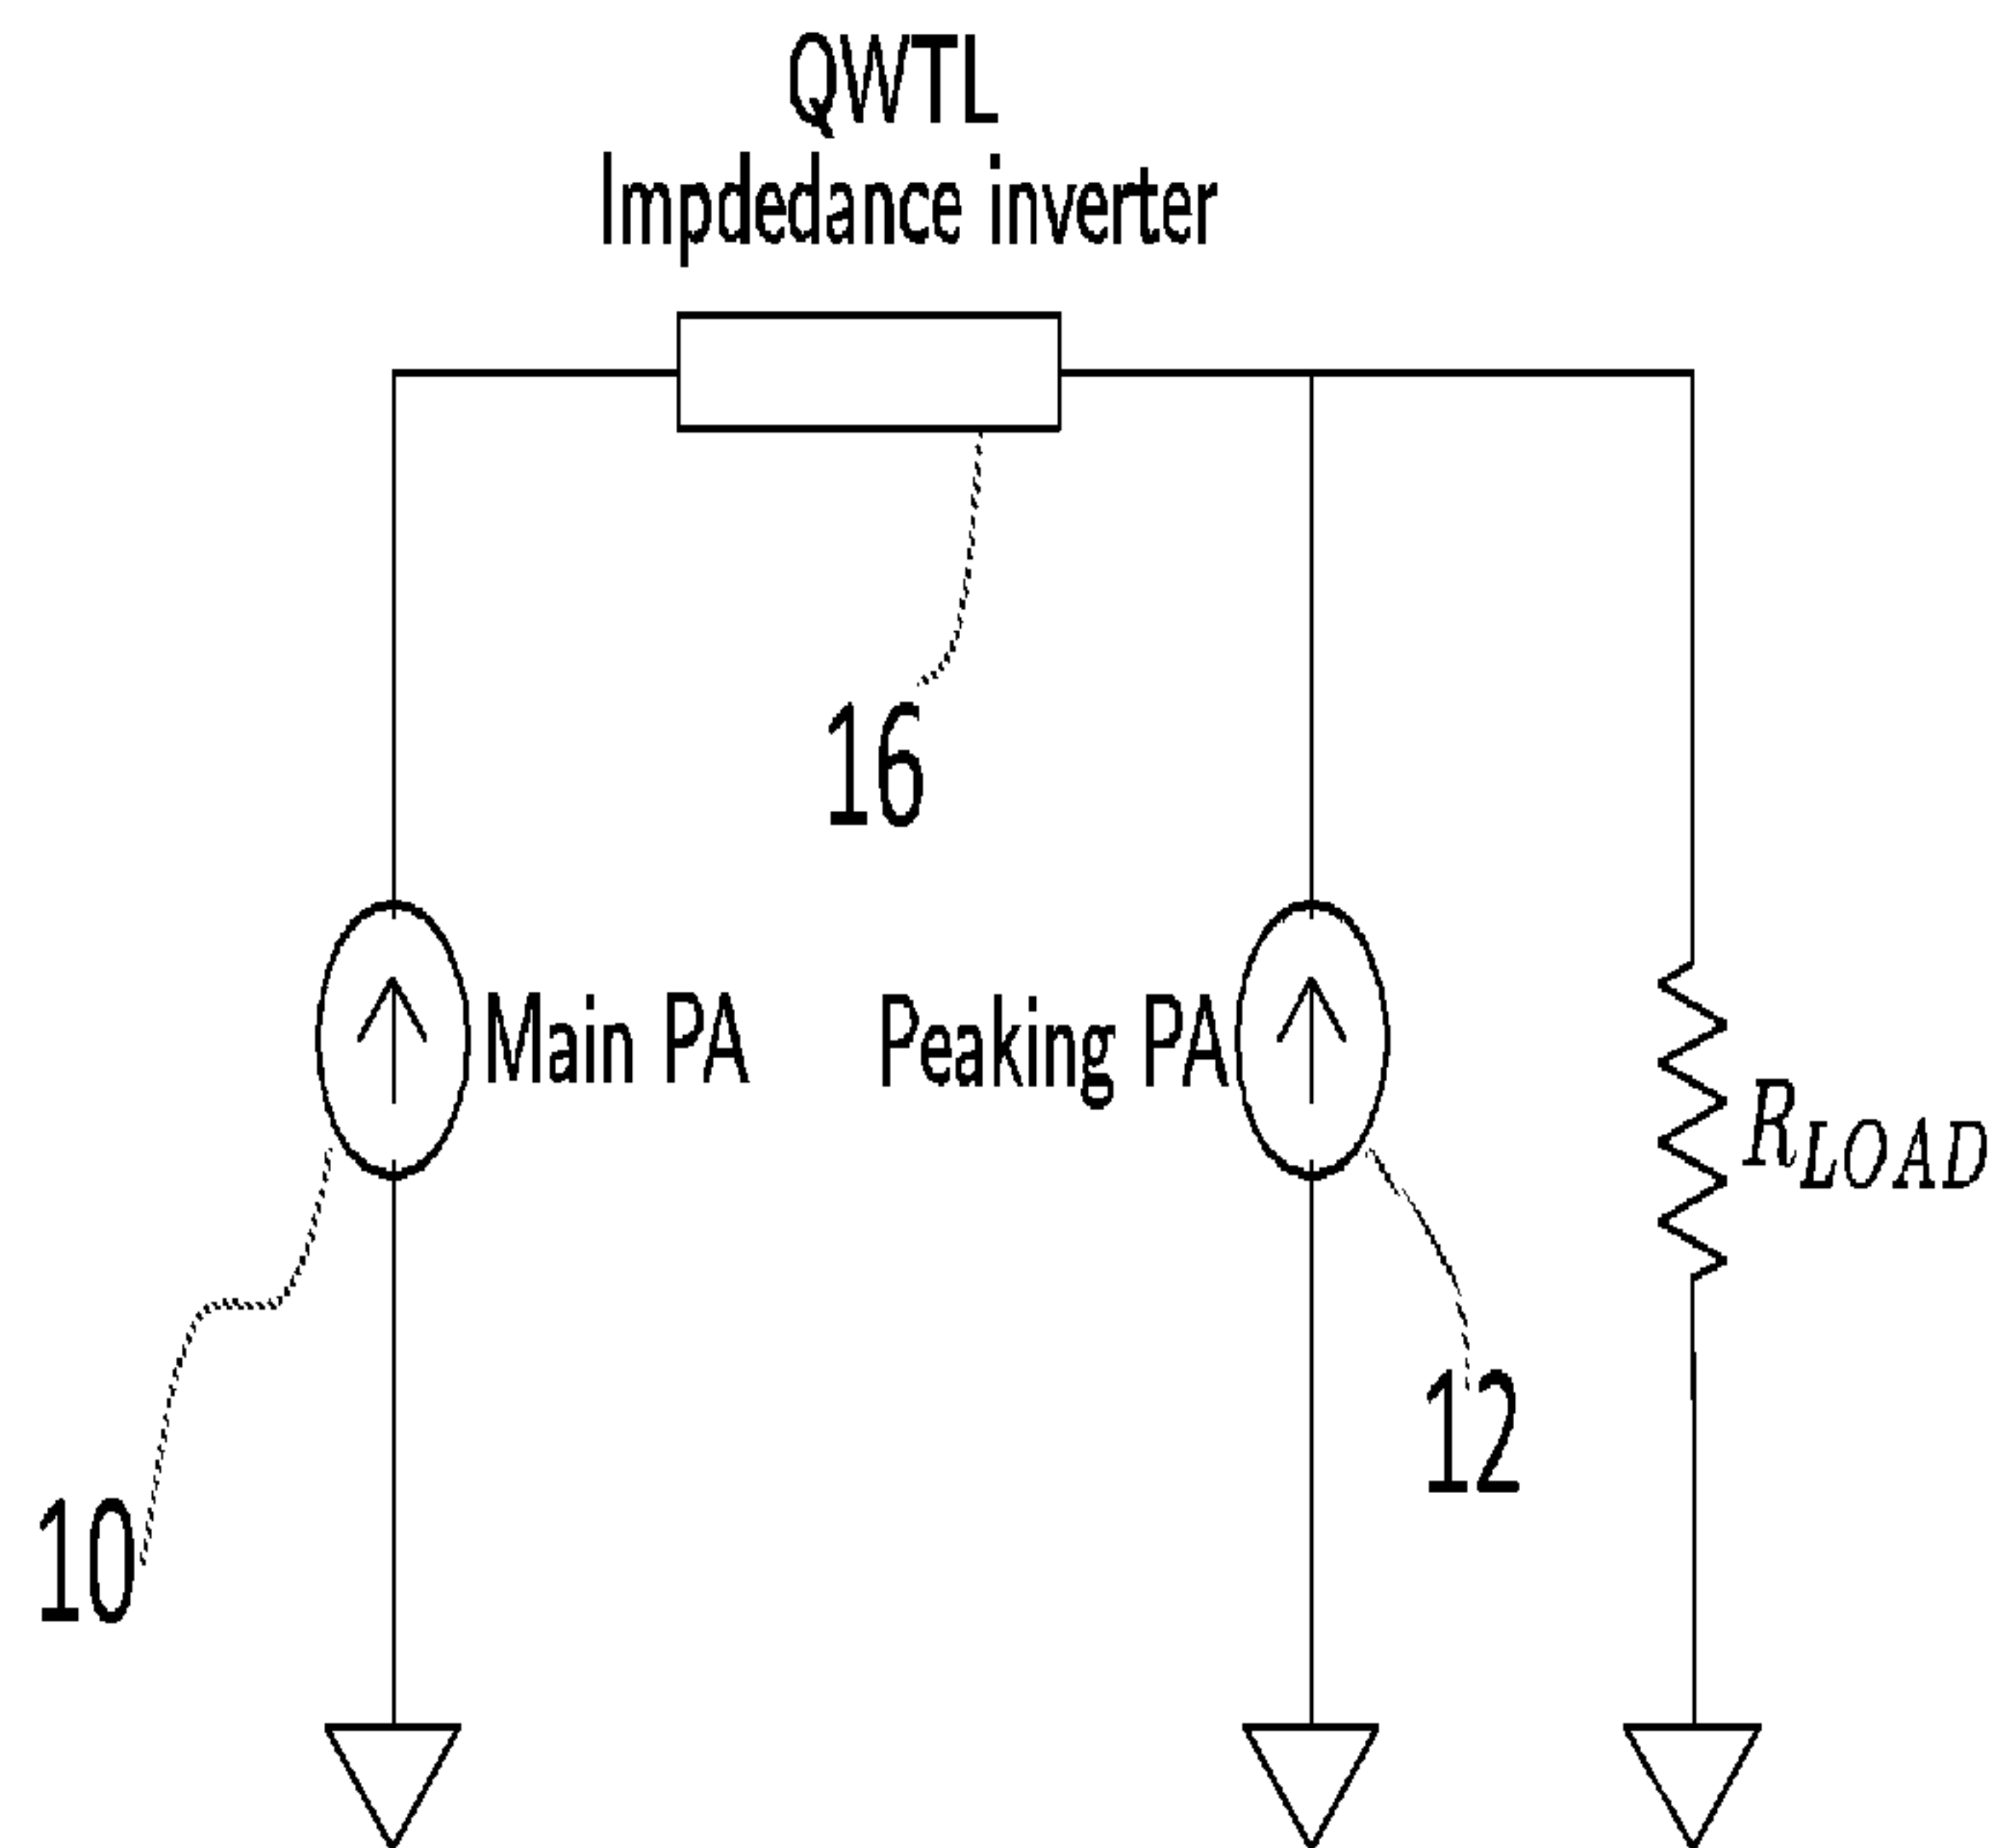 QWTL
Impdedance inverter
16
Main PA
Peaking PA
R_LOAD
12
10